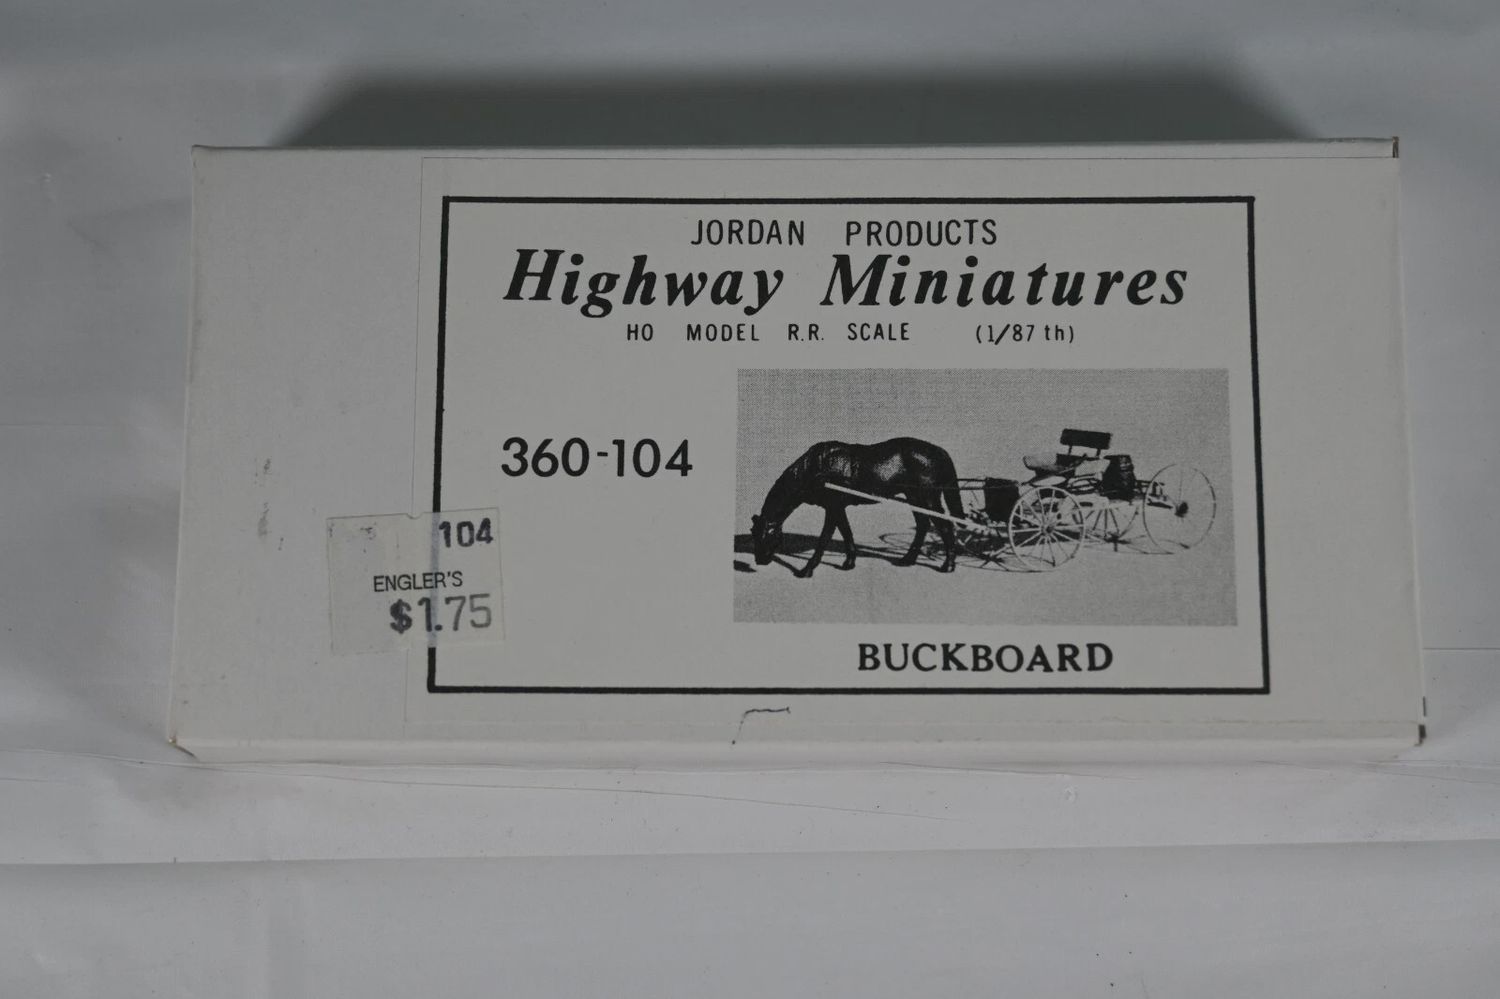 JORDAN PRODUCTS
Highway Miniatures
HO MODEL R.R. SCALE (1/87 th)
360-104
104
ENGLER'S
$1.75
BUCKBOARD